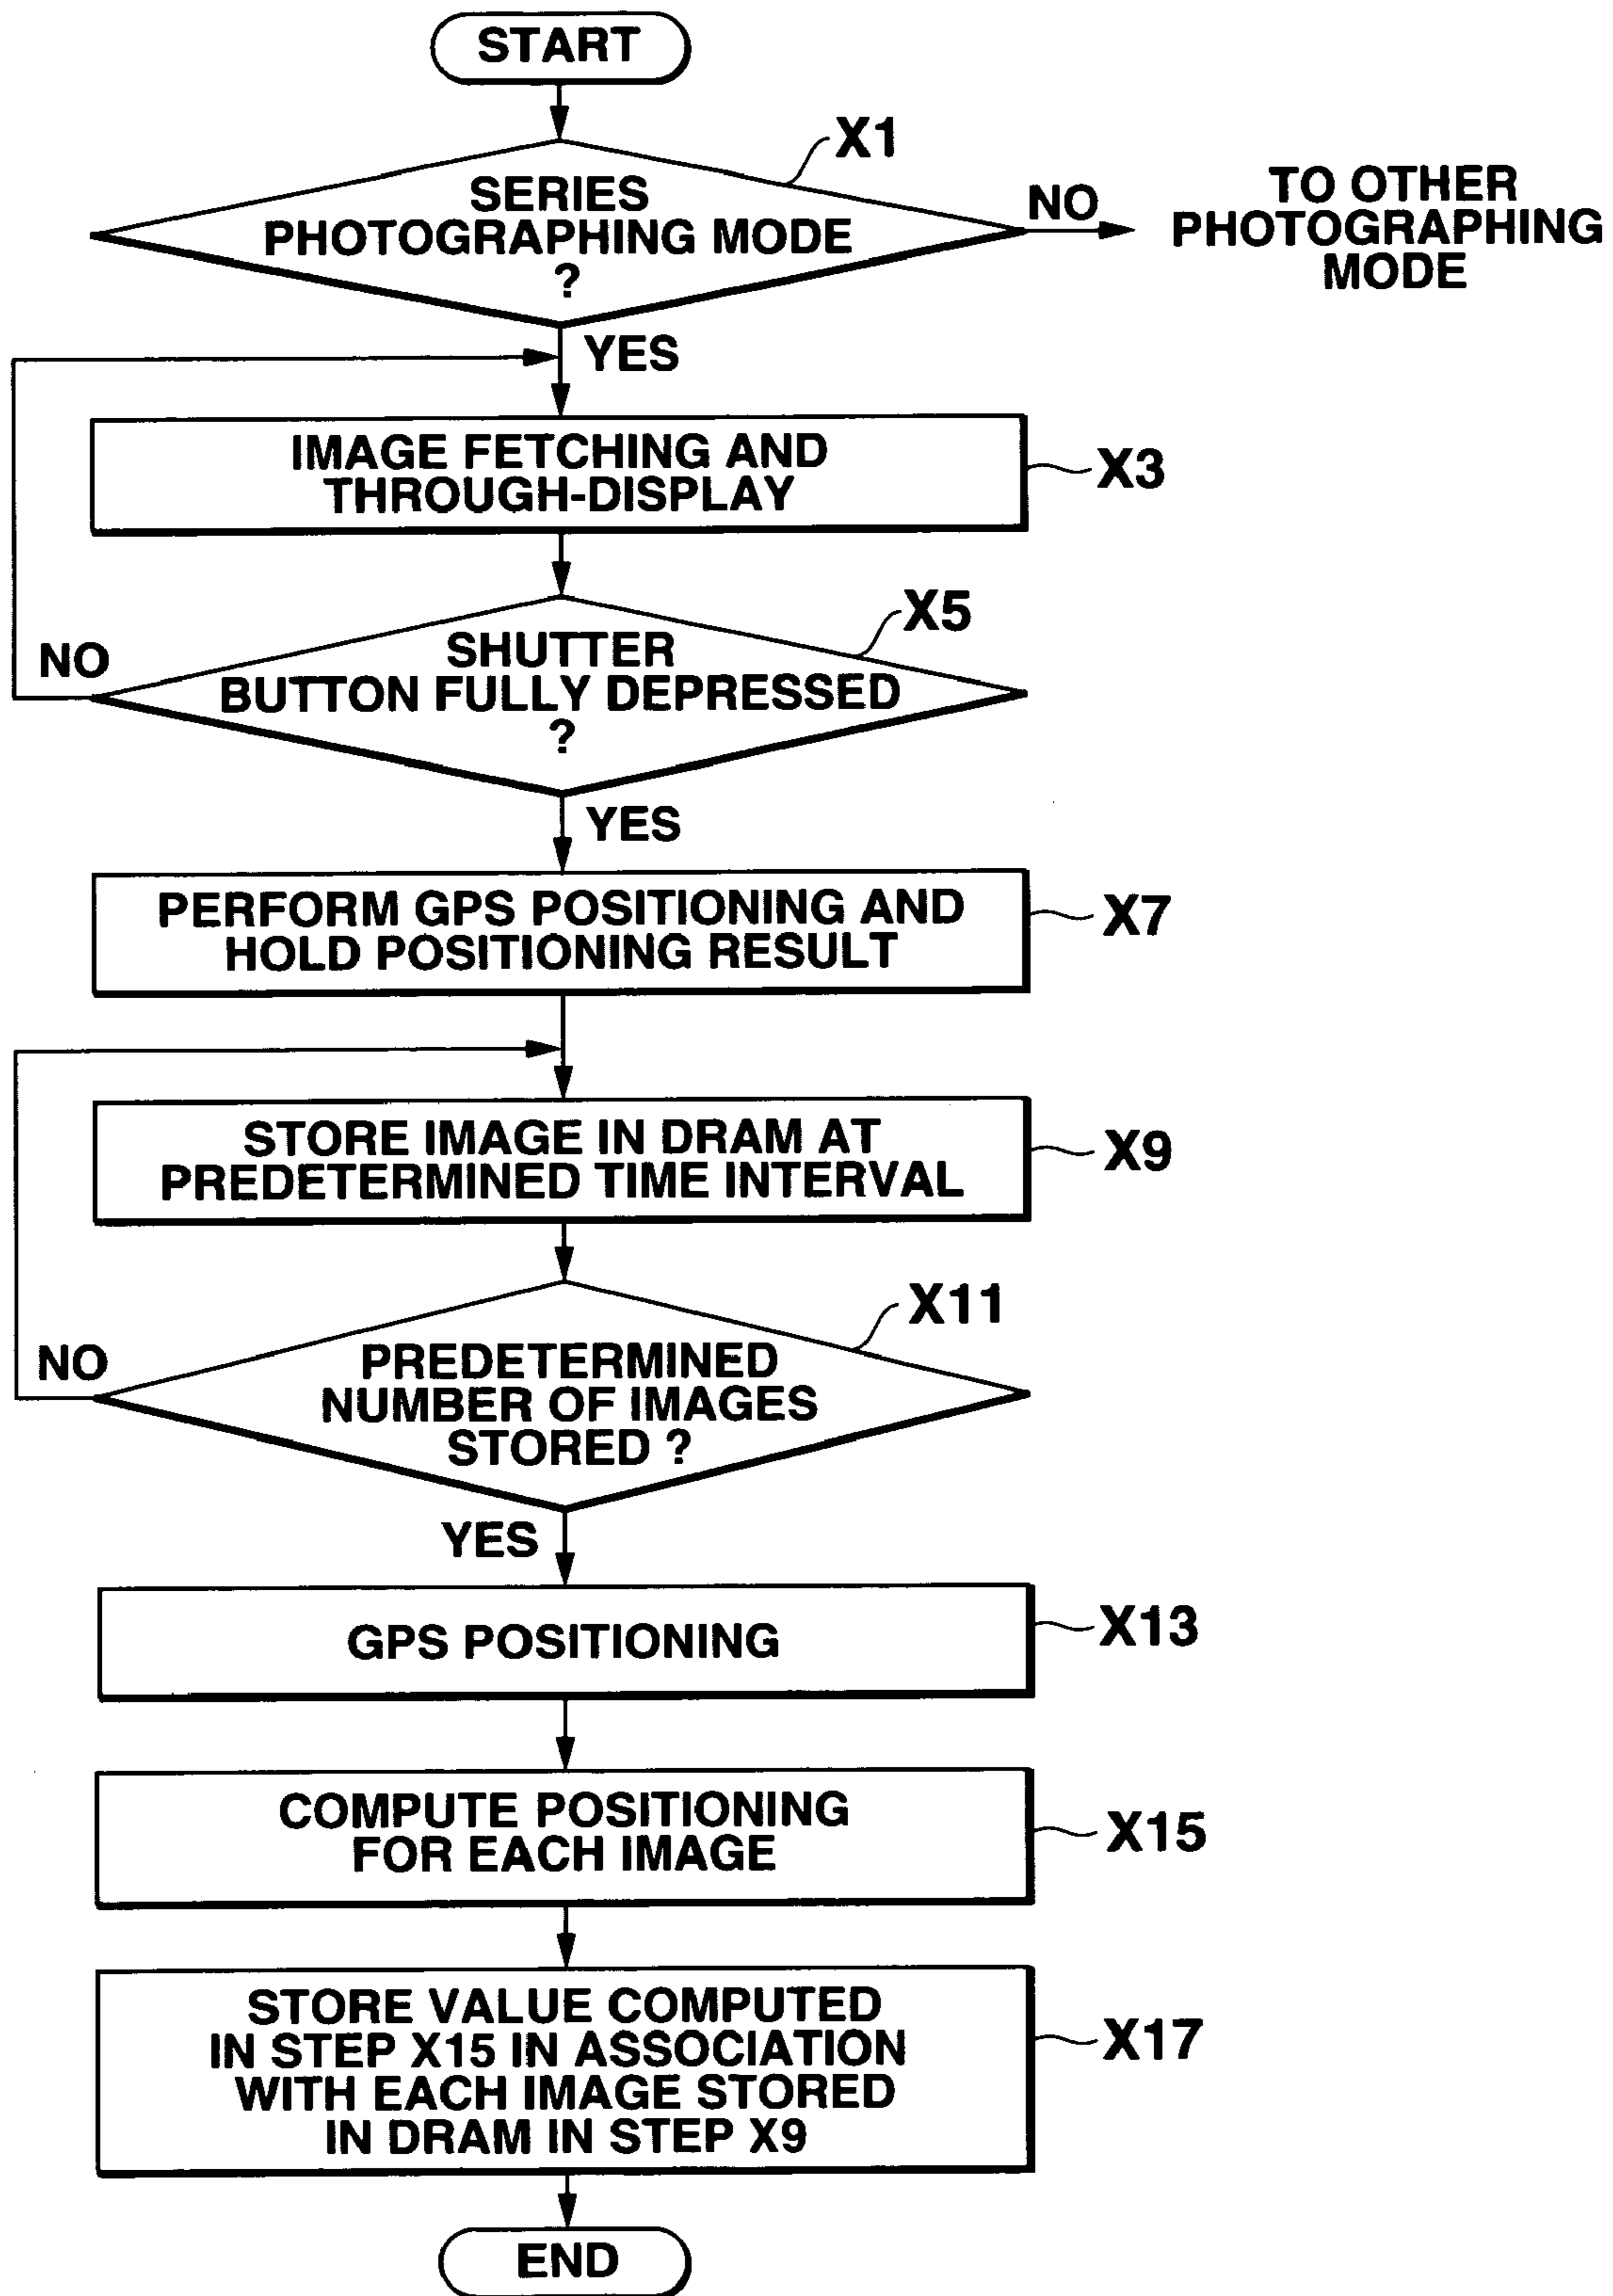 START
X1
SERIES
PHOTOGRAPHING MODE
?
NO
TO OTHER
PHOTOGRAPHING
MODE
YES
IMAGE FETCHING AND
THROUGH-DISPLAY
X3
X5
NO
SHUTTER
BUTTON FULLY DEPRESSED
?
YES
PERFORM GPS POSITIONING AND
HOLD POSITIONING RESULT
X7
STORE IMAGE IN DRAM AT
PREDETERMINED TIME INTERVAL
X9
X11
NO
PREDETERMINED
NUMBER OF IMAGES
STORED ?
YES
GPS POSITIONING
X13
COMPUTE POSITIONING
FOR EACH IMAGE
X15
STORE VALUE COMPUTED
IN STEP X15 IN ASSOCIATION
WITH EACH IMAGE STORED
IN DRAM IN STEP X9
X17
END